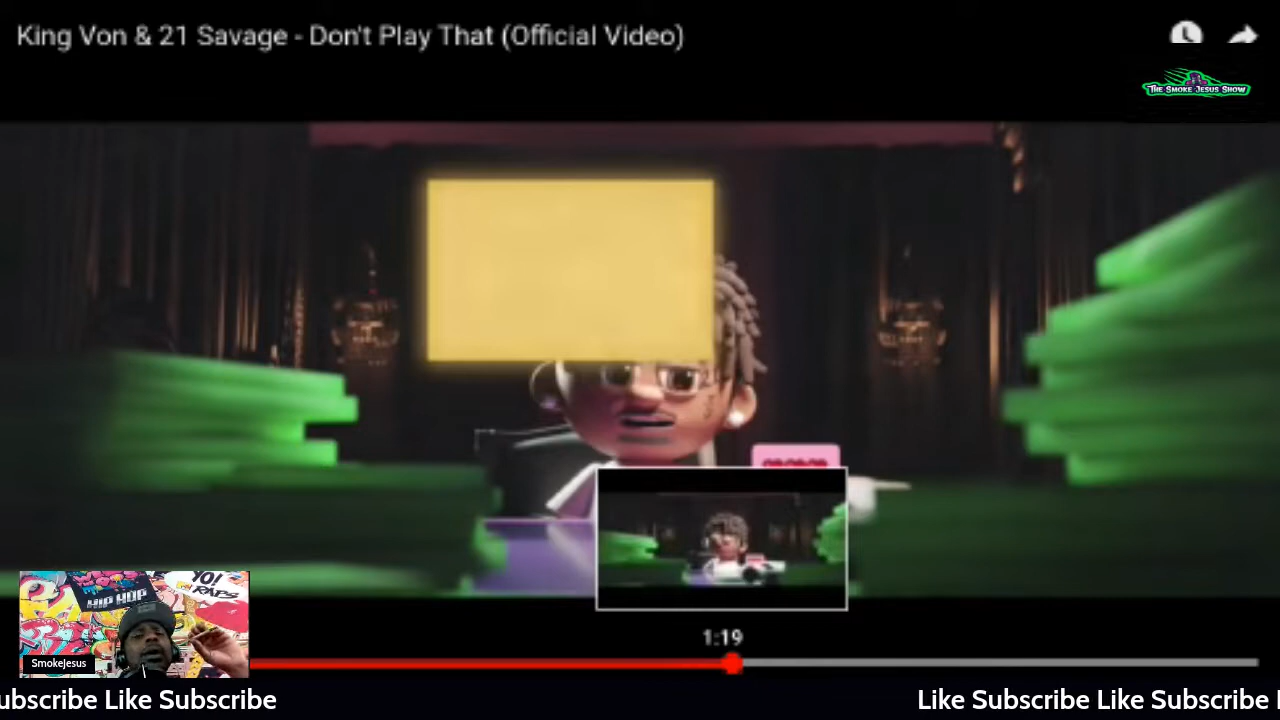 King Von & 21 Savage - Don't Play That (Official Video)
THE SMOKE JESUS SHOW
1:19
YO!
RAPS
HIP HOP
SmokeJesus
ubscribe Like Subscribe
Like Subscribe Like Subscribe